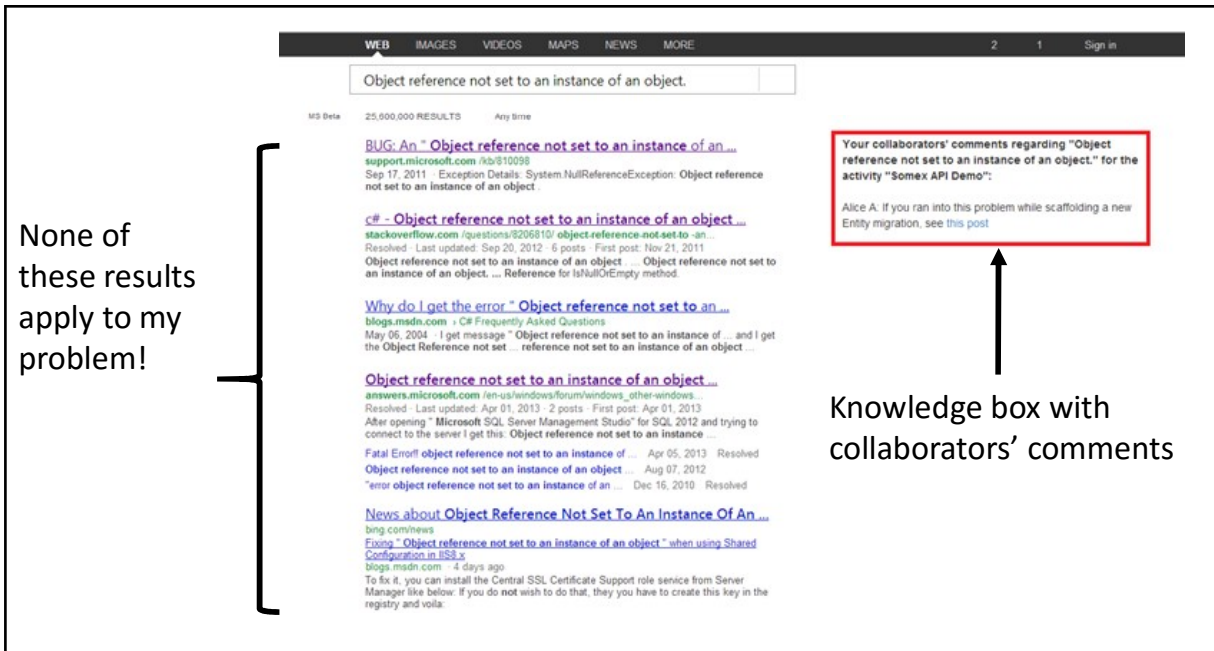 WEB IMAGES VIDEOS MAPS NEWS MORE 2 1 Sign in
Object reference not set to an instance of an object.
MS Beta 25,600,000 RESULTS Any time
BUG: An " Object reference not set to an instance of an ...
support.microsoft.com /kb/810098
Sep 17, 2011 · Exception Details: System.NullReferenceException: Object reference
not set to an instance of an object .
c# - Object reference not set to an instance of an object ...
stackoverflow.com /questions/8206810/ object-reference-not-set-to -an...
Resolved · Last updated: Sep 20, 2012 · 6 posts · First post: Nov 21, 2011
Object reference not set to an instance of an object . ... Object reference not set to
an instance of an object. ... Reference for IsNullOrEmpty method.
Why do I get the error " Object reference not set to an ...
blogs.msdn.com › C# Frequently Asked Questions
May 06, 2004 · I get message " Object reference not set to an instance of ... and I get
the Object Reference not set ... reference not set to an instance of an object ...
Object reference not set to an instance of an object ...
answers.microsoft.com /en-us/windows/forum/windows_other-windows...
Resolved · Last updated: Apr 01, 2013 · 2 posts · First post: Apr 01, 2013
After opening " Microsoft SQL Server Management Studio" for SQL 2012 and trying to
connect to the server I get this: Object reference not set to an instance ...
Fatal Error!! object reference not set to an instance of ... Apr 05, 2013 Resolved
Object reference not set to an instance of an object ... Aug 07, 2012
"error object reference not set to an instance of an ... Dec 16, 2010 Resolved
News about Object Reference Not Set To An Instance Of An ...
bing.com/news
Fixing " Object reference not set to an instance of an object " when using Shared
Configuration in IIS8.x
blogs.msdn.com · 4 days ago
To fix it, you can install the Central SSL Certificate Support role service from Server
Manager like below: If you do not wish to do that, they you have to create this key in the
registry and voila:
None of
these results
apply to my
problem!
Your collaborators' comments regarding "Object
reference not set to an instance of an object." for the
activity "Somex API Demo":
Alice A: If you ran into this problem while scaffolding a new
Entity migration, see this post
Knowledge box with
collaborators' comments